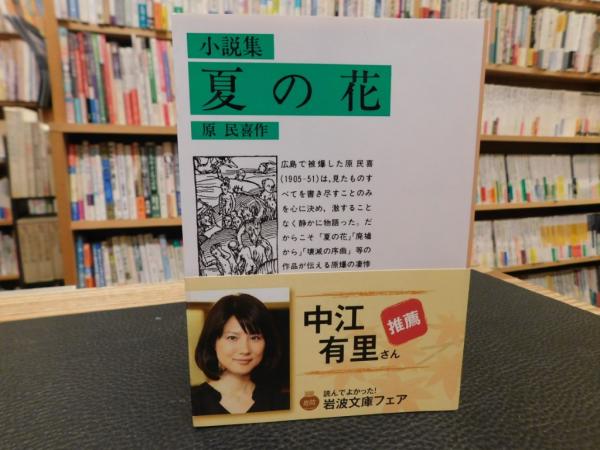 小説集
夏の花
原 民喜作
広島で被爆した原民喜
(1905-51)は,見たものす
べてを書き尽すことのみ
を心に決め，激すること
なく静かに物語った。だ
からこそ「夏の花」「廃墟
から」「壊滅の序曲」等の
作品が伝える原爆の凄惨
中江
有里さん
推薦
読んでよかった!
岩波文庫フェア